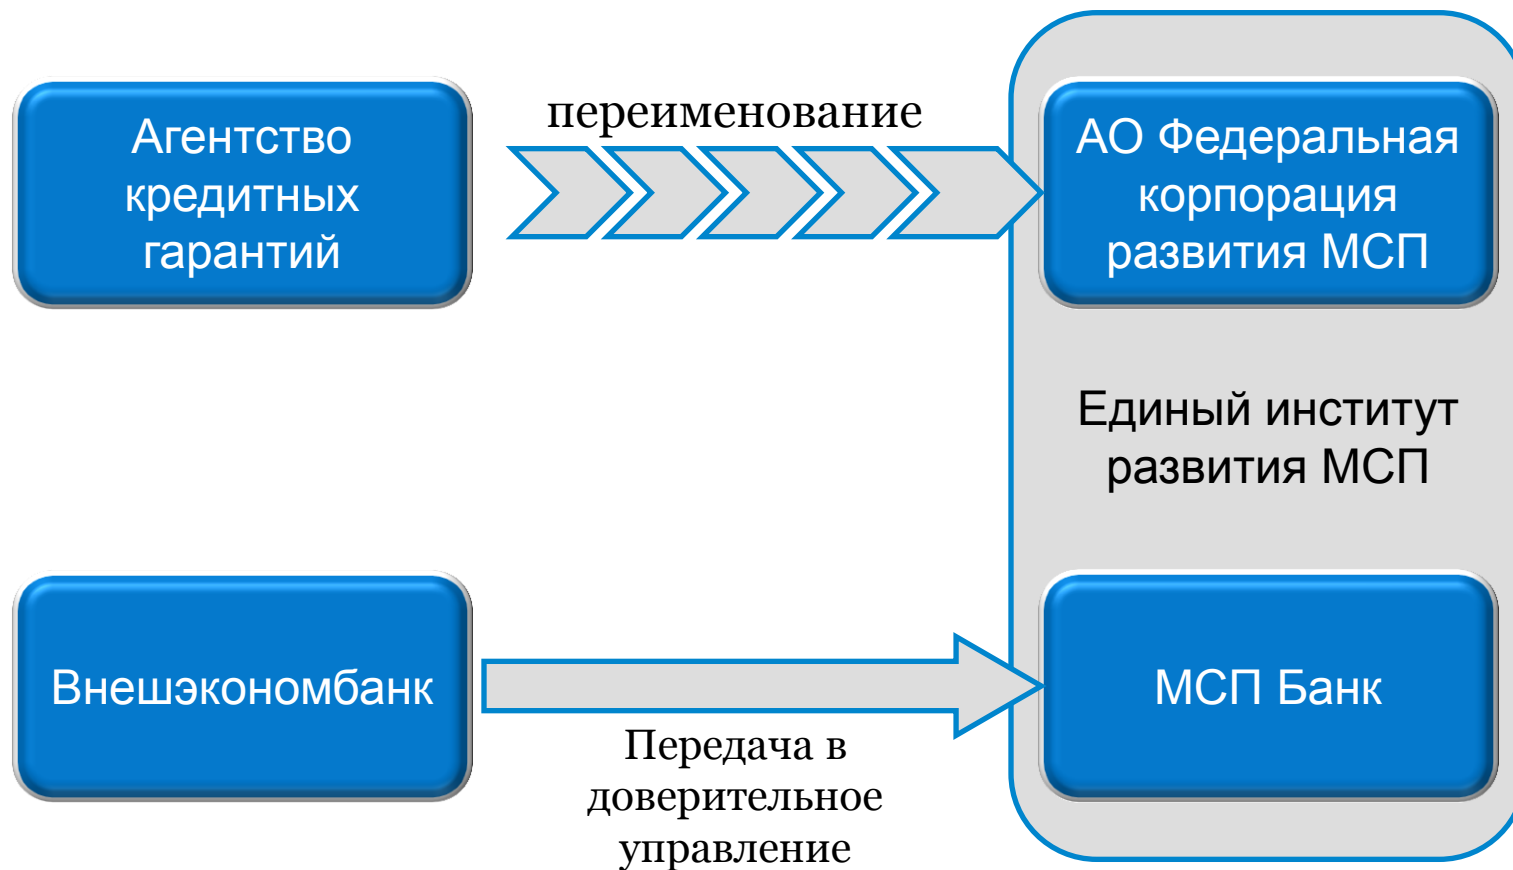 Агентство
кредитных
гарантий
переименование
АО Федеральная
корпорация
развития МСП
Единый институт
развития МСП
Внешэкономбанк
Передача в
доверительное
управление
МСП Банк